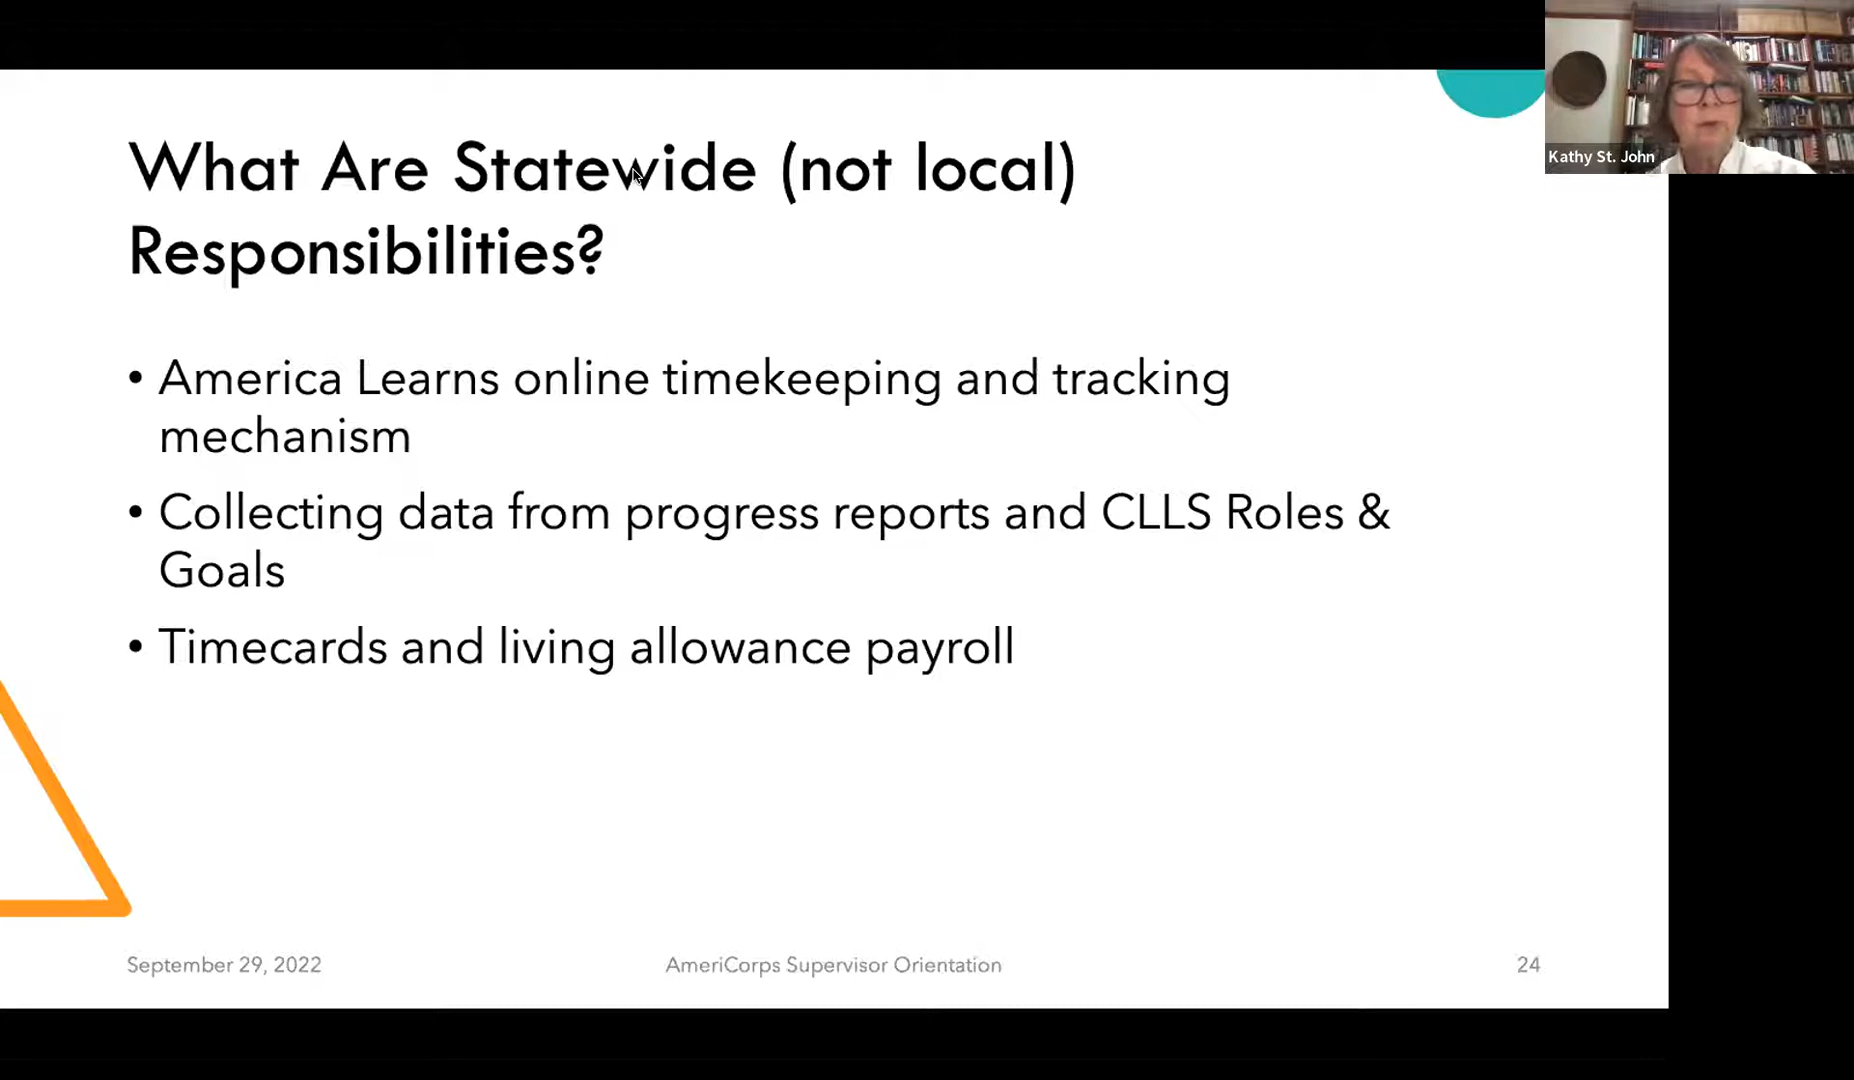 What Are Statewide (not local)
Responsibilities?
• America Learns online timekeeping and tracking
mechanism
• Collecting data from progress reports and CLLS Roles &
Goals
• Timecards and living allowance payroll
September 29, 2022
AmeriCorps Supervisor Orientation
24
Kathy St. John